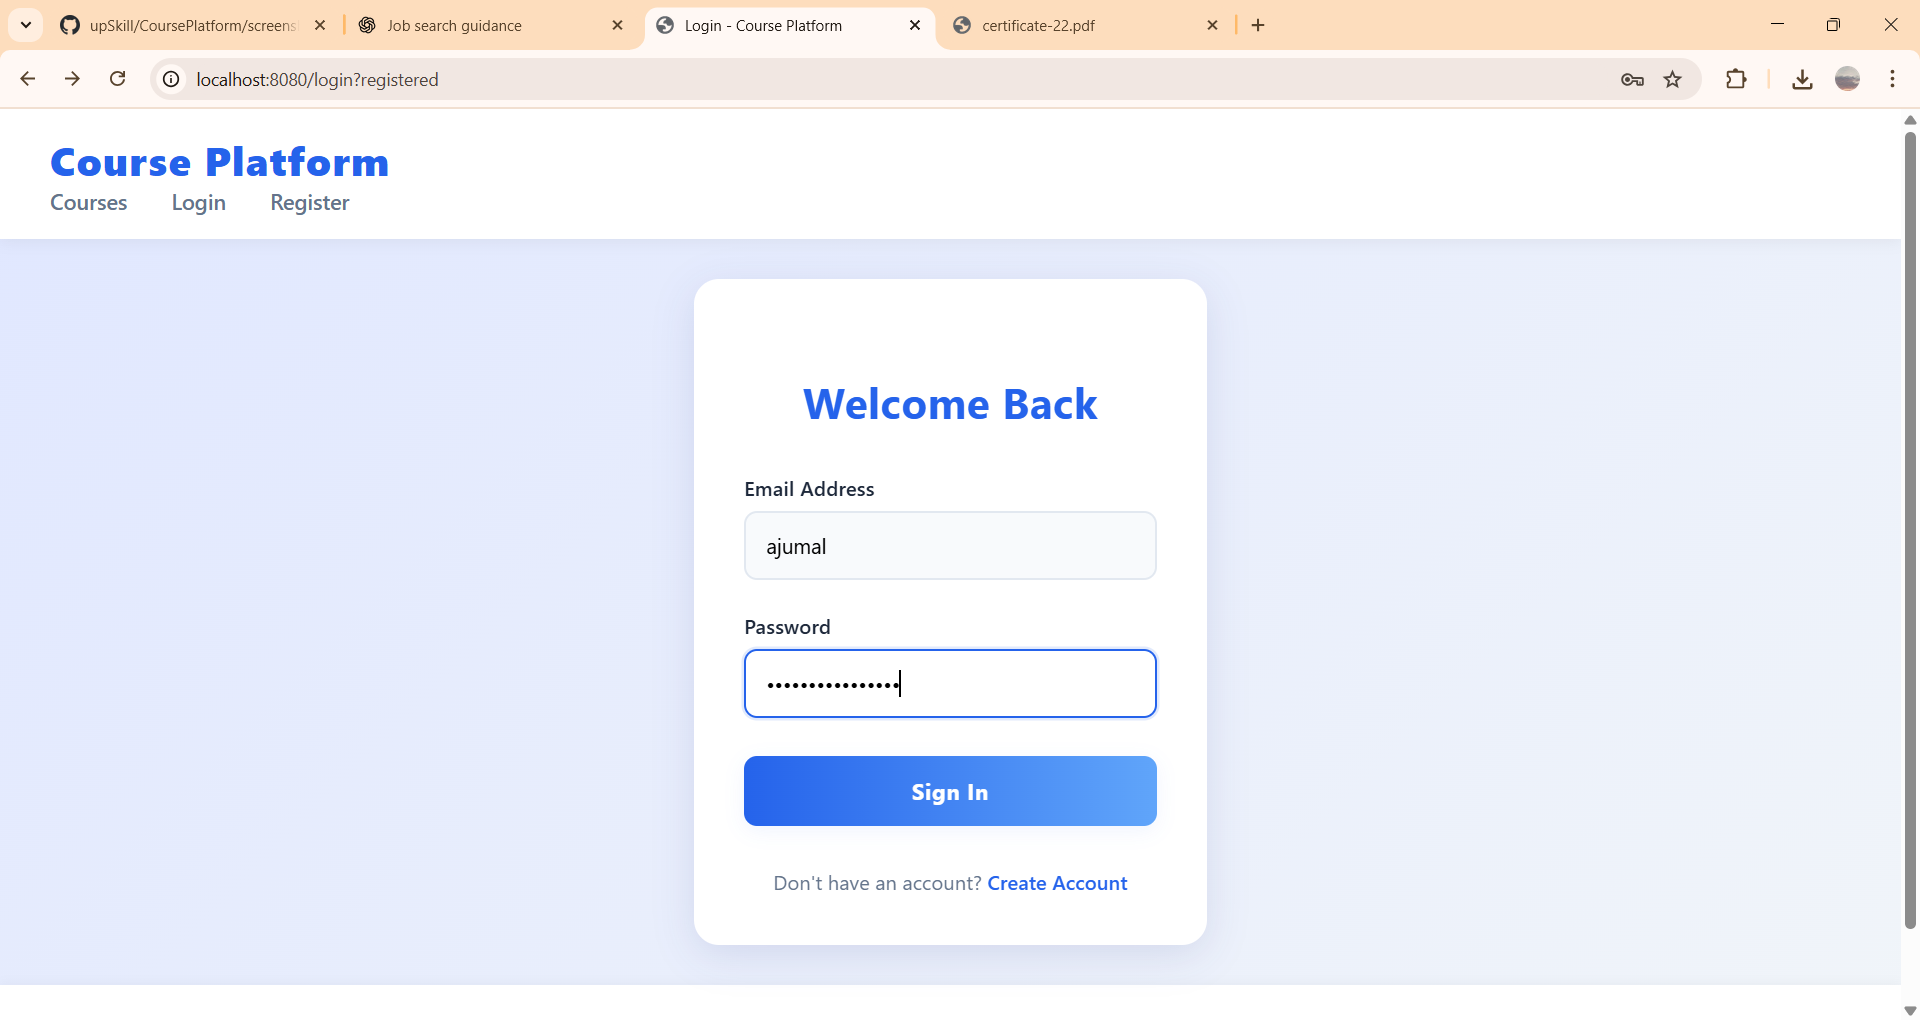 upSkill/CoursePlatform/screens
Job search guidance
Login - Course Platform
certificate-22.pdf
localhost:8080/login?registered
Course Platform
Courses Login Register
Welcome Back
Email Address
ajumal
Password
••••••••••••••••
Sign In
Don't have an account? Create Account